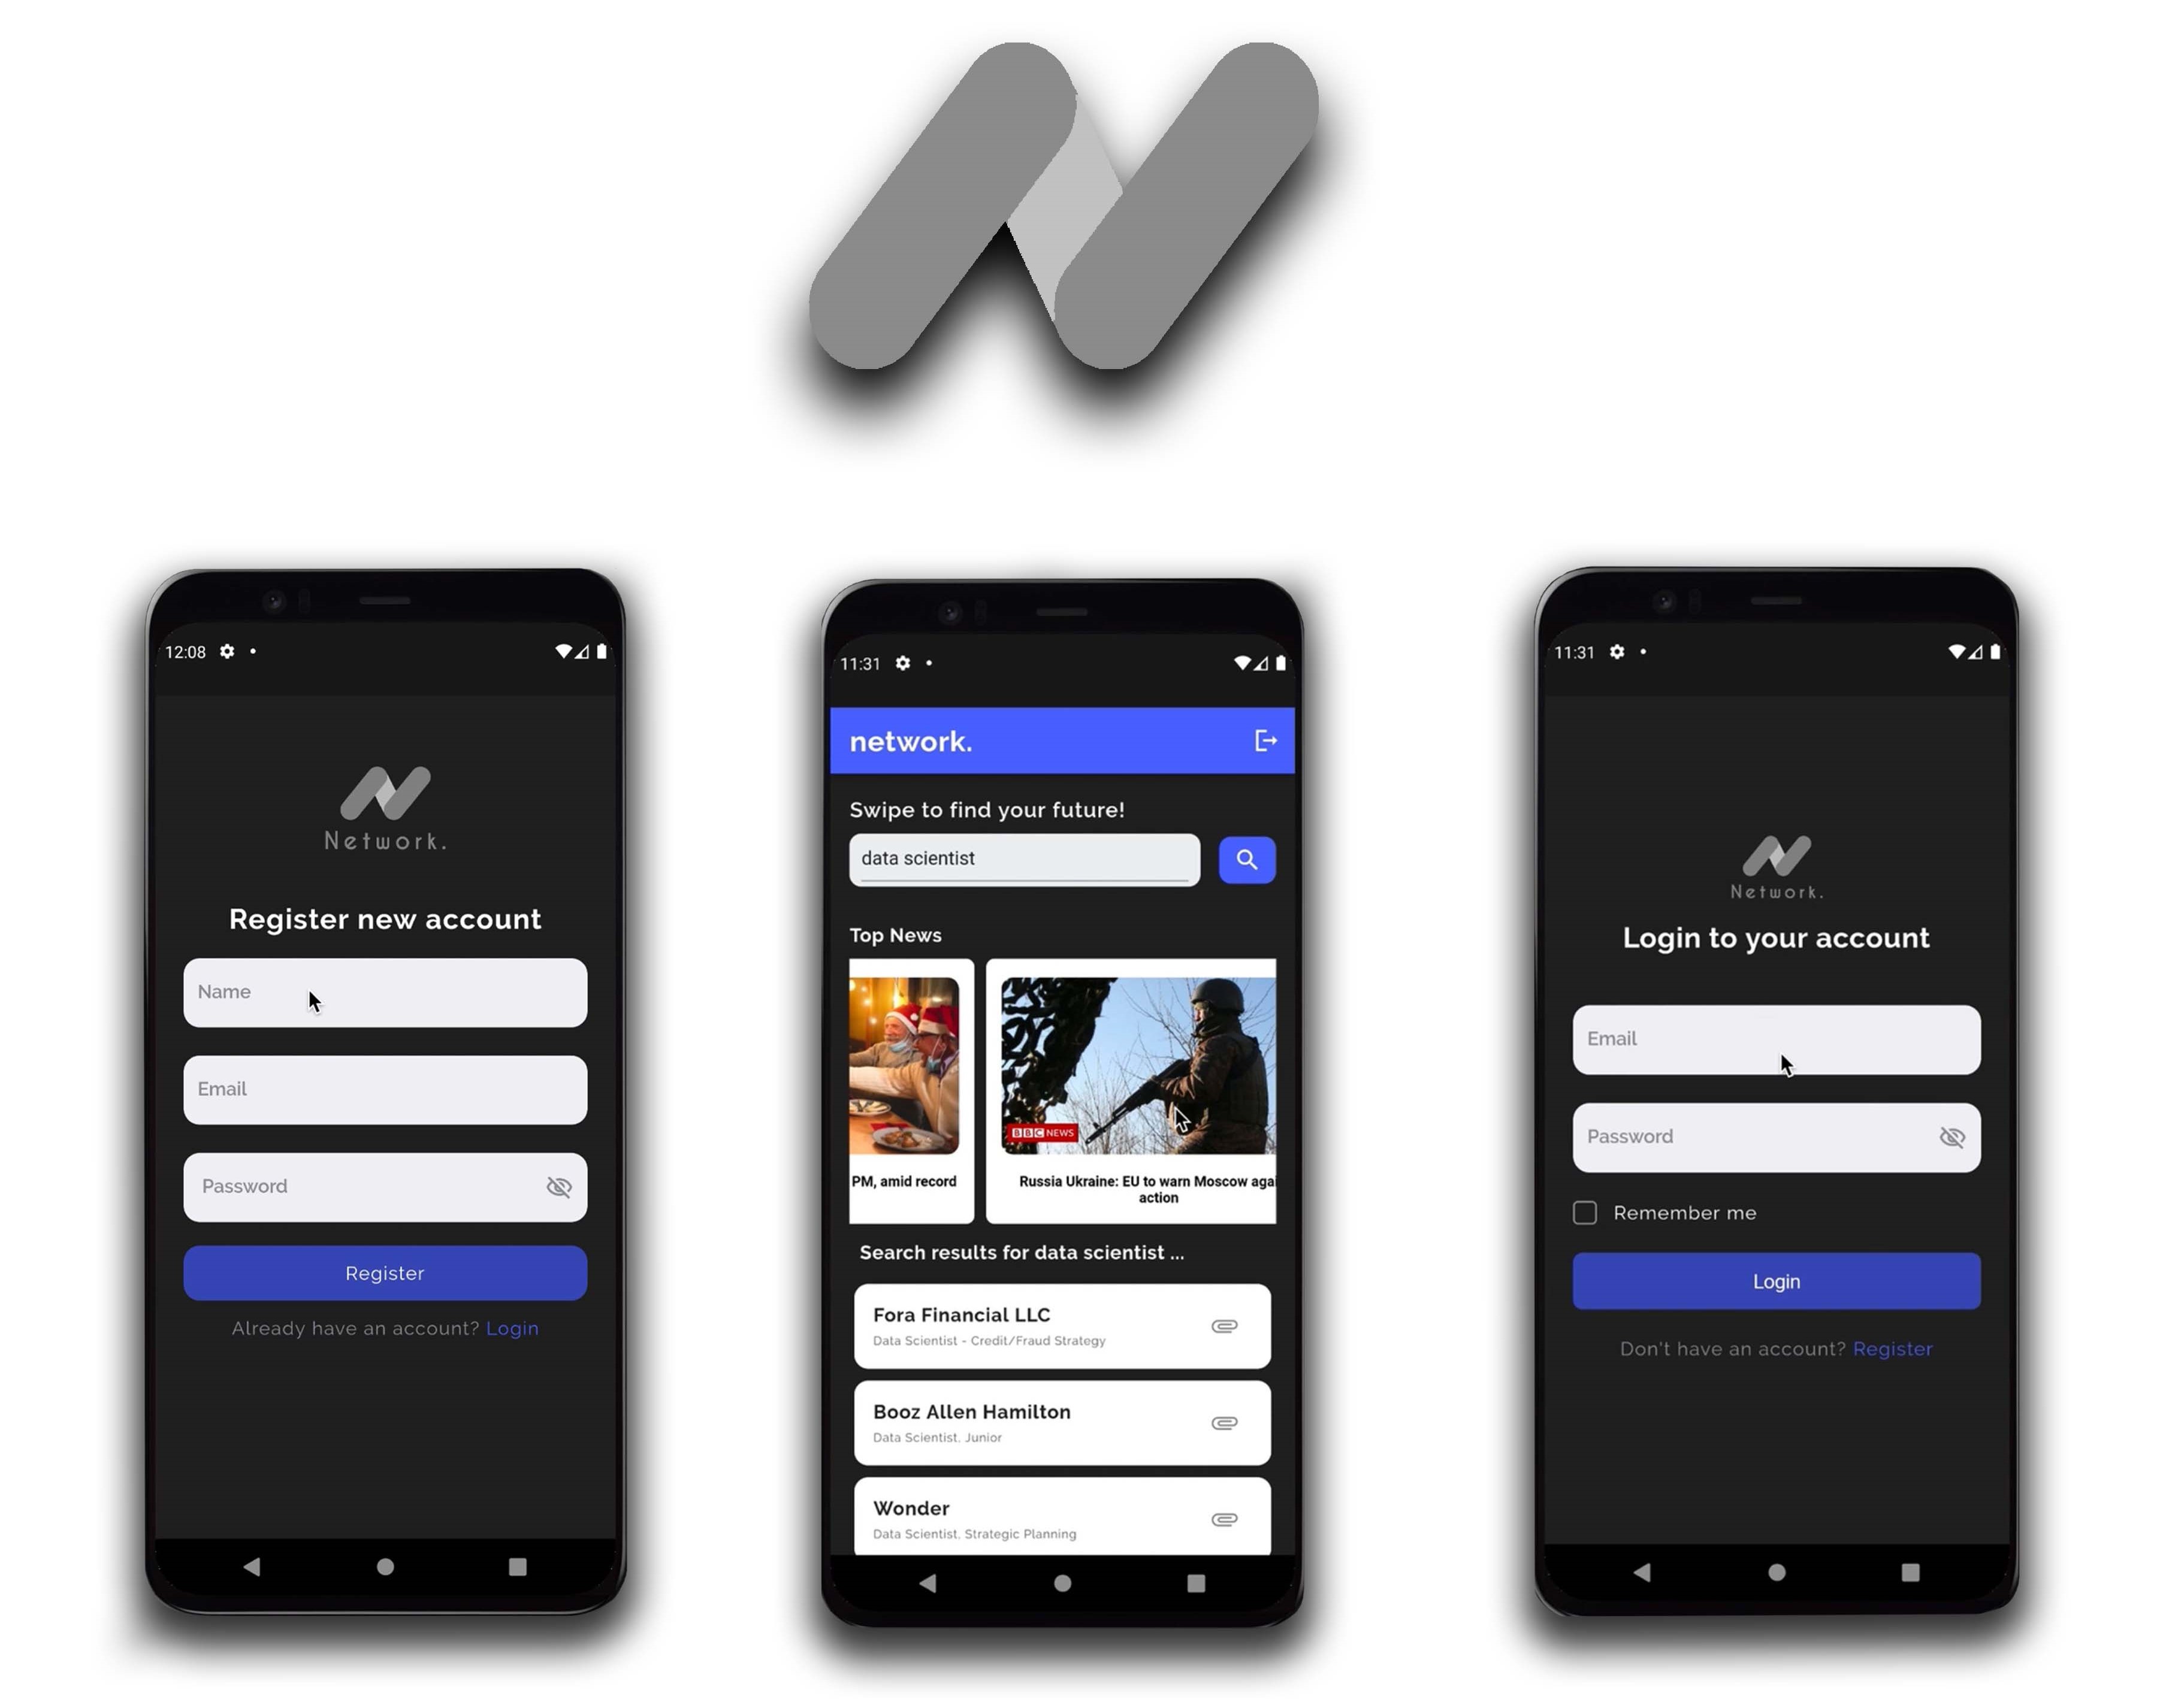 12:08
Network.
Register new account
Name
Email
Password
Register
Already have an account? Login
11:31
network.
Swipe to find your future!
data scientist
Top News
BBC NEWS
PM, amid record
Russia Ukraine: EU to warn Moscow agai
action
Search results for data scientist ...
Fora Financial LLC
Data Scientist - Credit/Fraud Strategy
Booz Allen Hamilton
Data Scientist. Junior
Wonder
Data Scientist. Strategic Planning
11:31
Network.
Login to your account
Email
Password
Remember me
Login
Don't have an account? Register